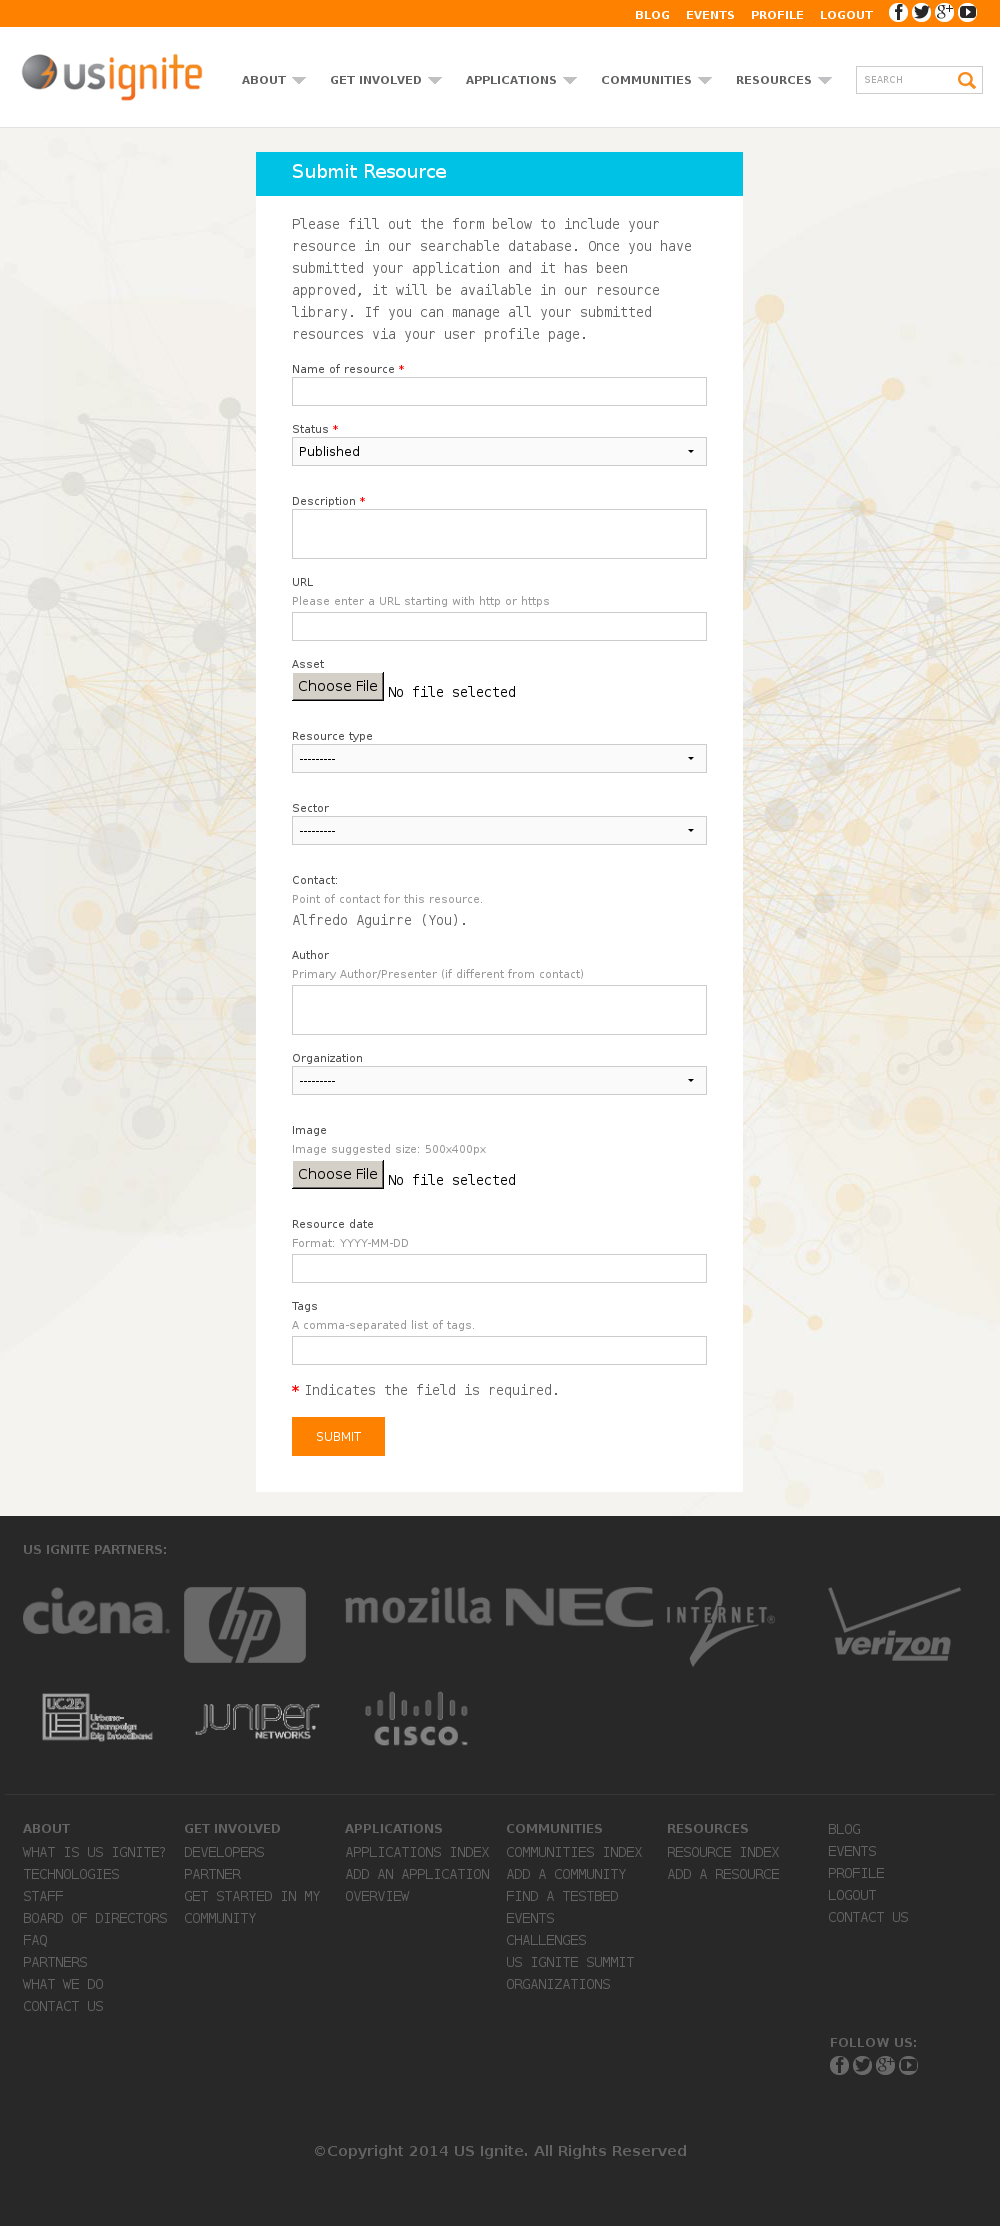 BLOG EVENTS PROFILE LOGOUT
usignite
ABOUT GET INVOLVED APPLICATIONS COMMUNITIES RESOURCES SEARCH
Submit Resource
Please fill out the form below to include your
resource in our searchable database. Once you have
submitted your application and it has been
approved, it will be available in our resource
library. If you can manage all your submitted
resources via your user profile page.
Name of resource *
Status *
Published
Description *
URL
Please enter a URL starting with http or https
Asset
Choose File No file selected
Resource type
---------
Sector
---------
Contact:
Point of contact for this resource.
Alfredo Aguirre (You).
Author
Primary Author/Presenter (if different from contact)
Organization
---------
Image
Image suggested size: 500x400px
Choose File No file selected
Resource date
Format: YYYY-MM-DD
Tags
A comma-separated list of tags.
* Indicates the field is required.
SUBMIT
US IGNITE PARTNERS:
ciena. hp mozilla NEC INTERNET2® verizon
UC2B Urbana-Champaign Big Broadband
JUNIPER NETWORKS
CISCO.
ABOUT
WHAT IS US IGNITE?
TECHNOLOGIES
STAFF
BOARD OF DIRECTORS
FAQ
PARTNERS
WHAT WE DO
CONTACT US
GET INVOLVED
DEVELOPERS
PARTNER
GET STARTED IN MY
COMMUNITY
APPLICATIONS
APPLICATIONS INDEX
ADD AN APPLICATION
OVERVIEW
COMMUNITIES
COMMUNITIES INDEX
ADD A COMMUNITY
FIND A TESTBED
EVENTS
CHALLENGES
US IGNITE SUMMIT
ORGANIZATIONS
RESOURCES
RESOURCE INDEX
ADD A RESOURCE
BLOG
EVENTS
PROFILE
LOGOUT
CONTACT US
FOLLOW US:
©Copyright 2014 US Ignite. All Rights Reserved